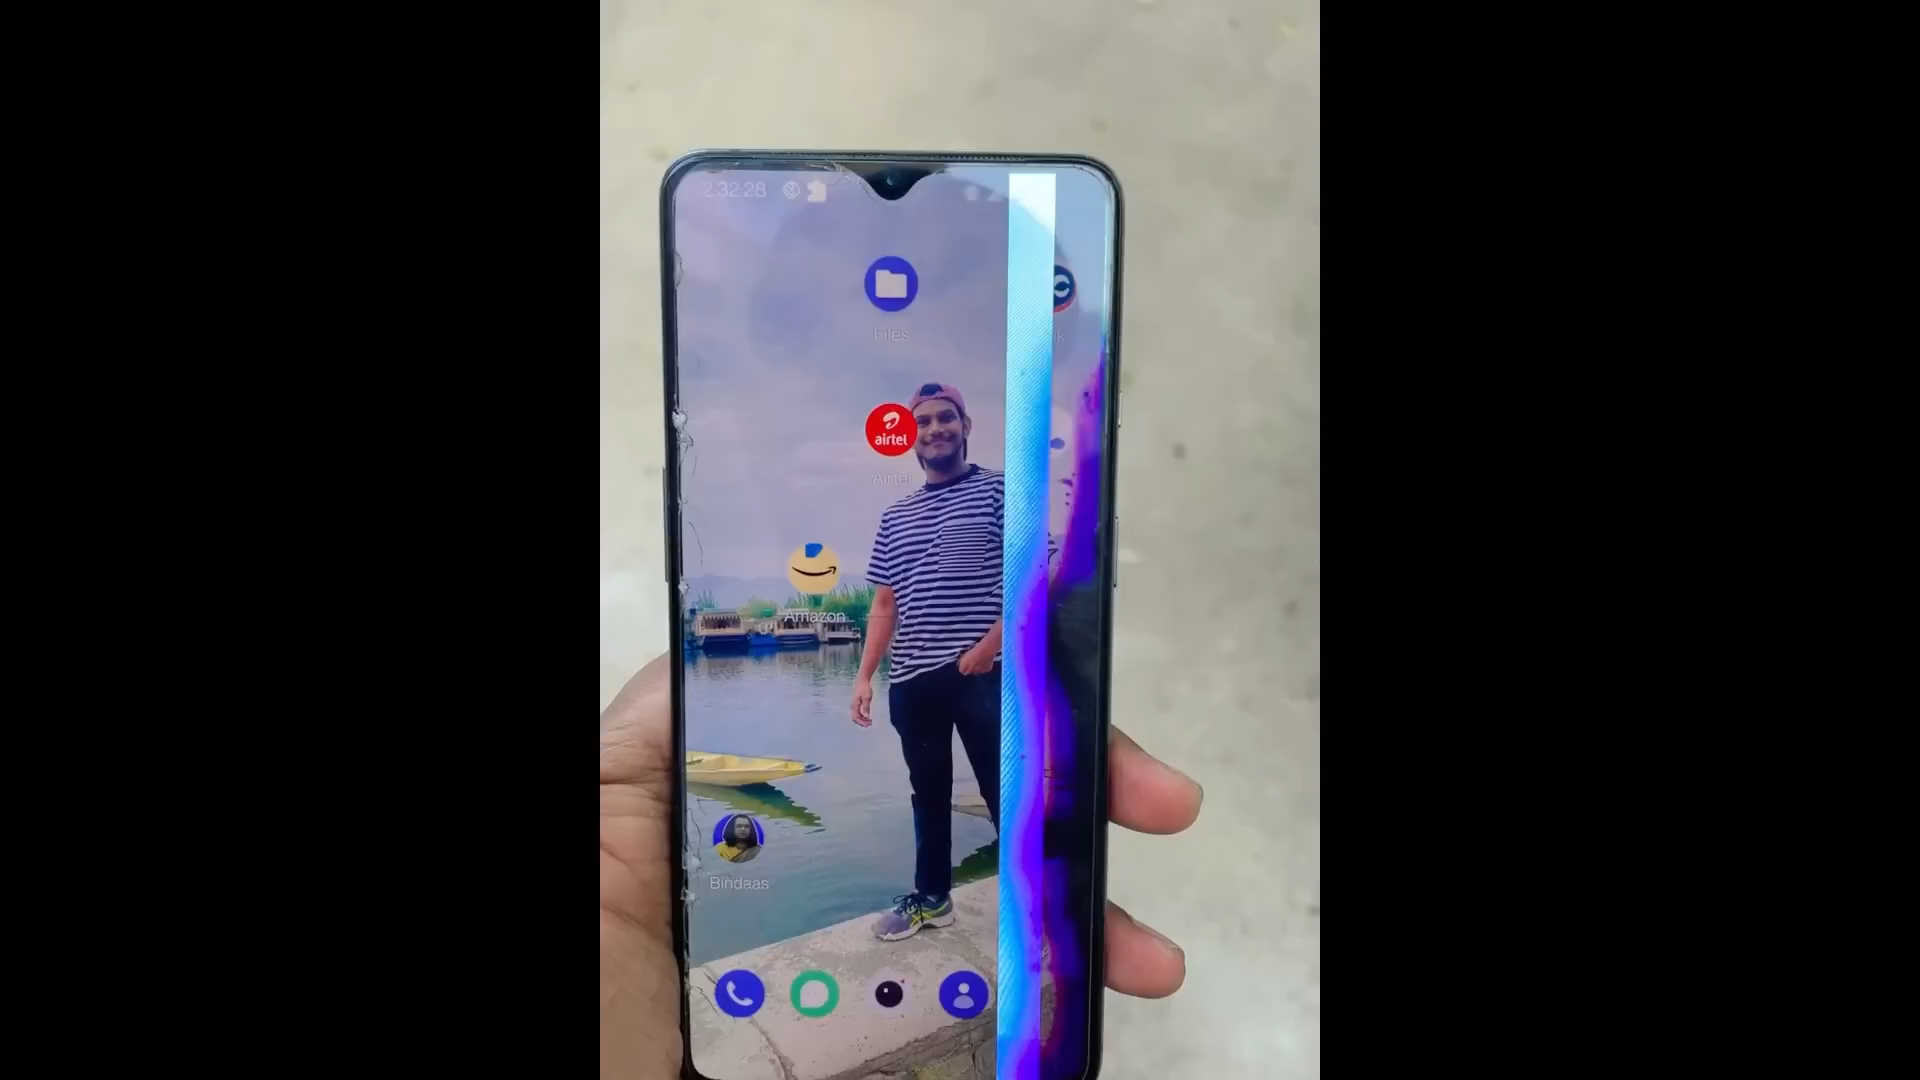 2.32.28
Files
k
airtel
Airtel
Amazon
Bindaas